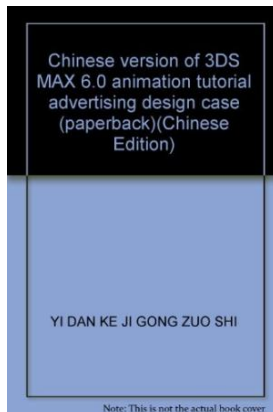 Chinese version of 3DS
MAX 6.0 animation tutorial
advertising design case
(paperback)(Chinese
Edition)
YI DAN KE JI GONG ZUO SHI
Note: This is not the actual book cover